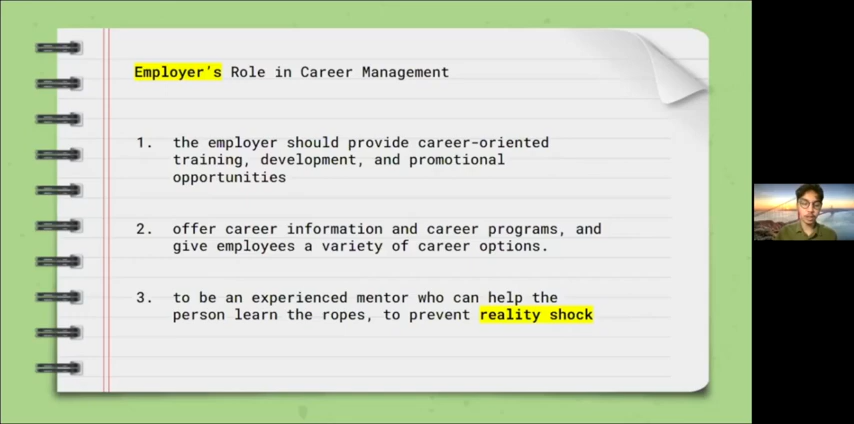 Employer's Role in Career Management
1. the employer should provide career-oriented
training, development, and promotional
opportunities
2. offer career information and career programs, and
give employees a variety of career options.
3. to be an experienced mentor who can help the
person learn the ropes, to prevent reality shock